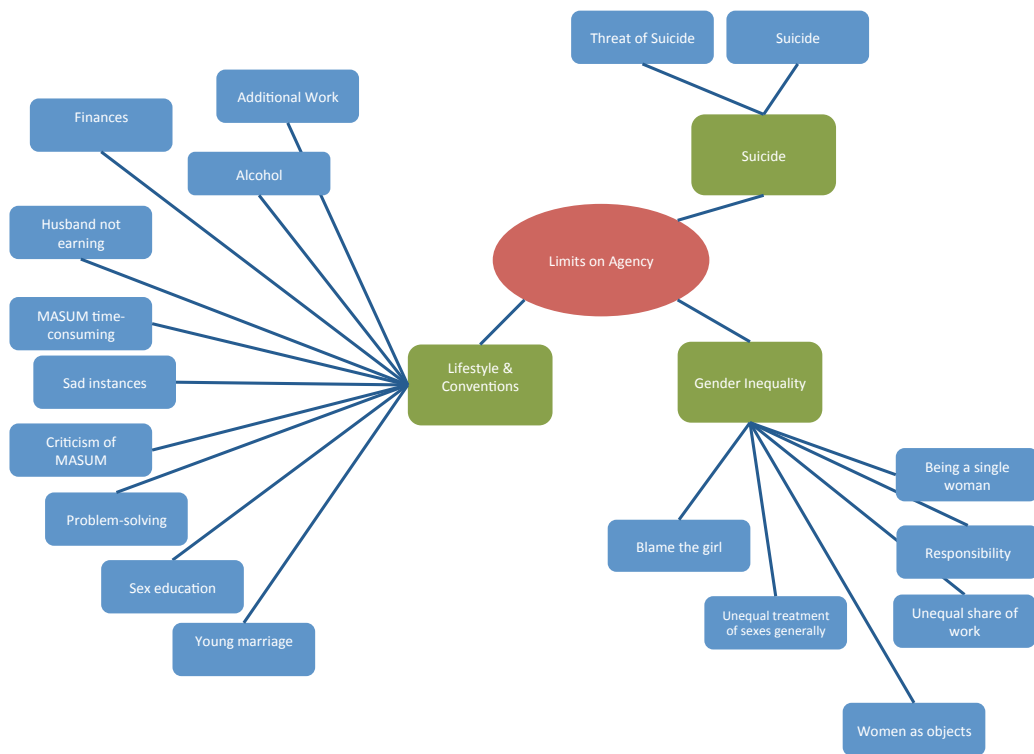 Threat of Suicide
Suicide
Additional Work
Finances
Alcohol
Suicide
Husband not
earning
Limits on Agency
MASUM time-
consuming
Sad instances
Lifestyle &
Conventions
Gender Inequality
Criticism of
MASUM
Being a single
woman
Problem-solving
Blame the girl
Responsibility
Sex education
Unequal treatment
of sexes generally
Unequal share of
work
Young marriage
Women as objects